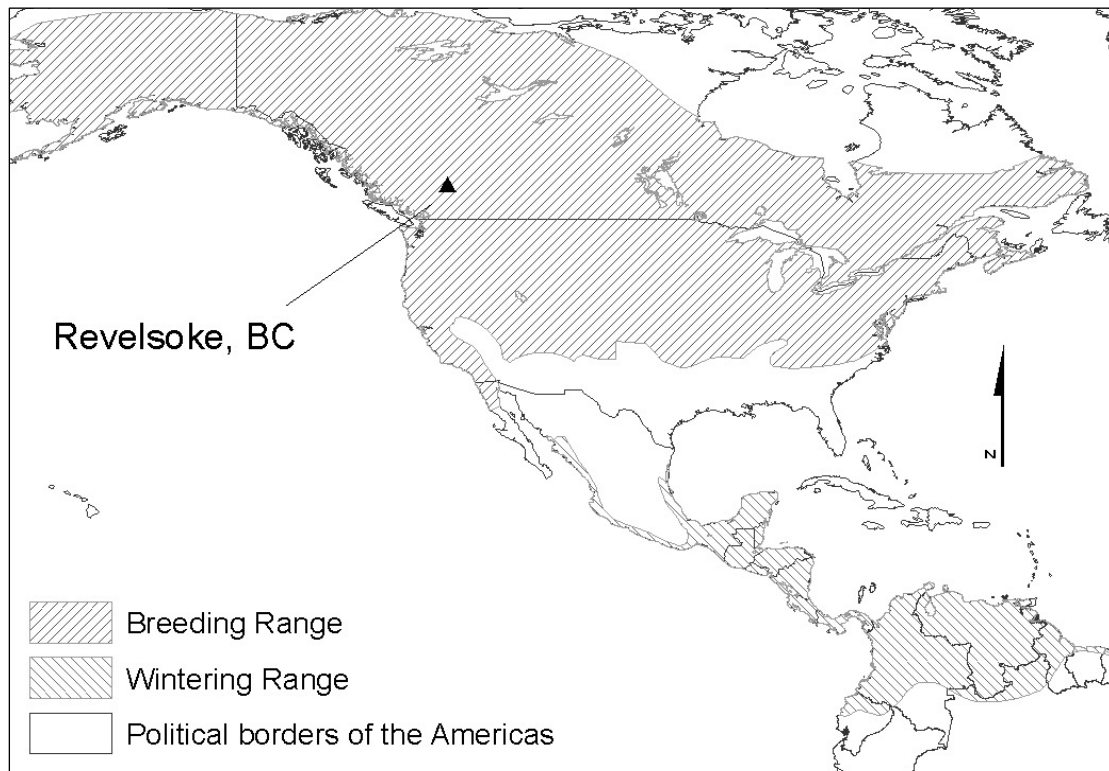 Revelsoke, BC
N
Breeding Range
Wintering Range
Political borders of the Americas